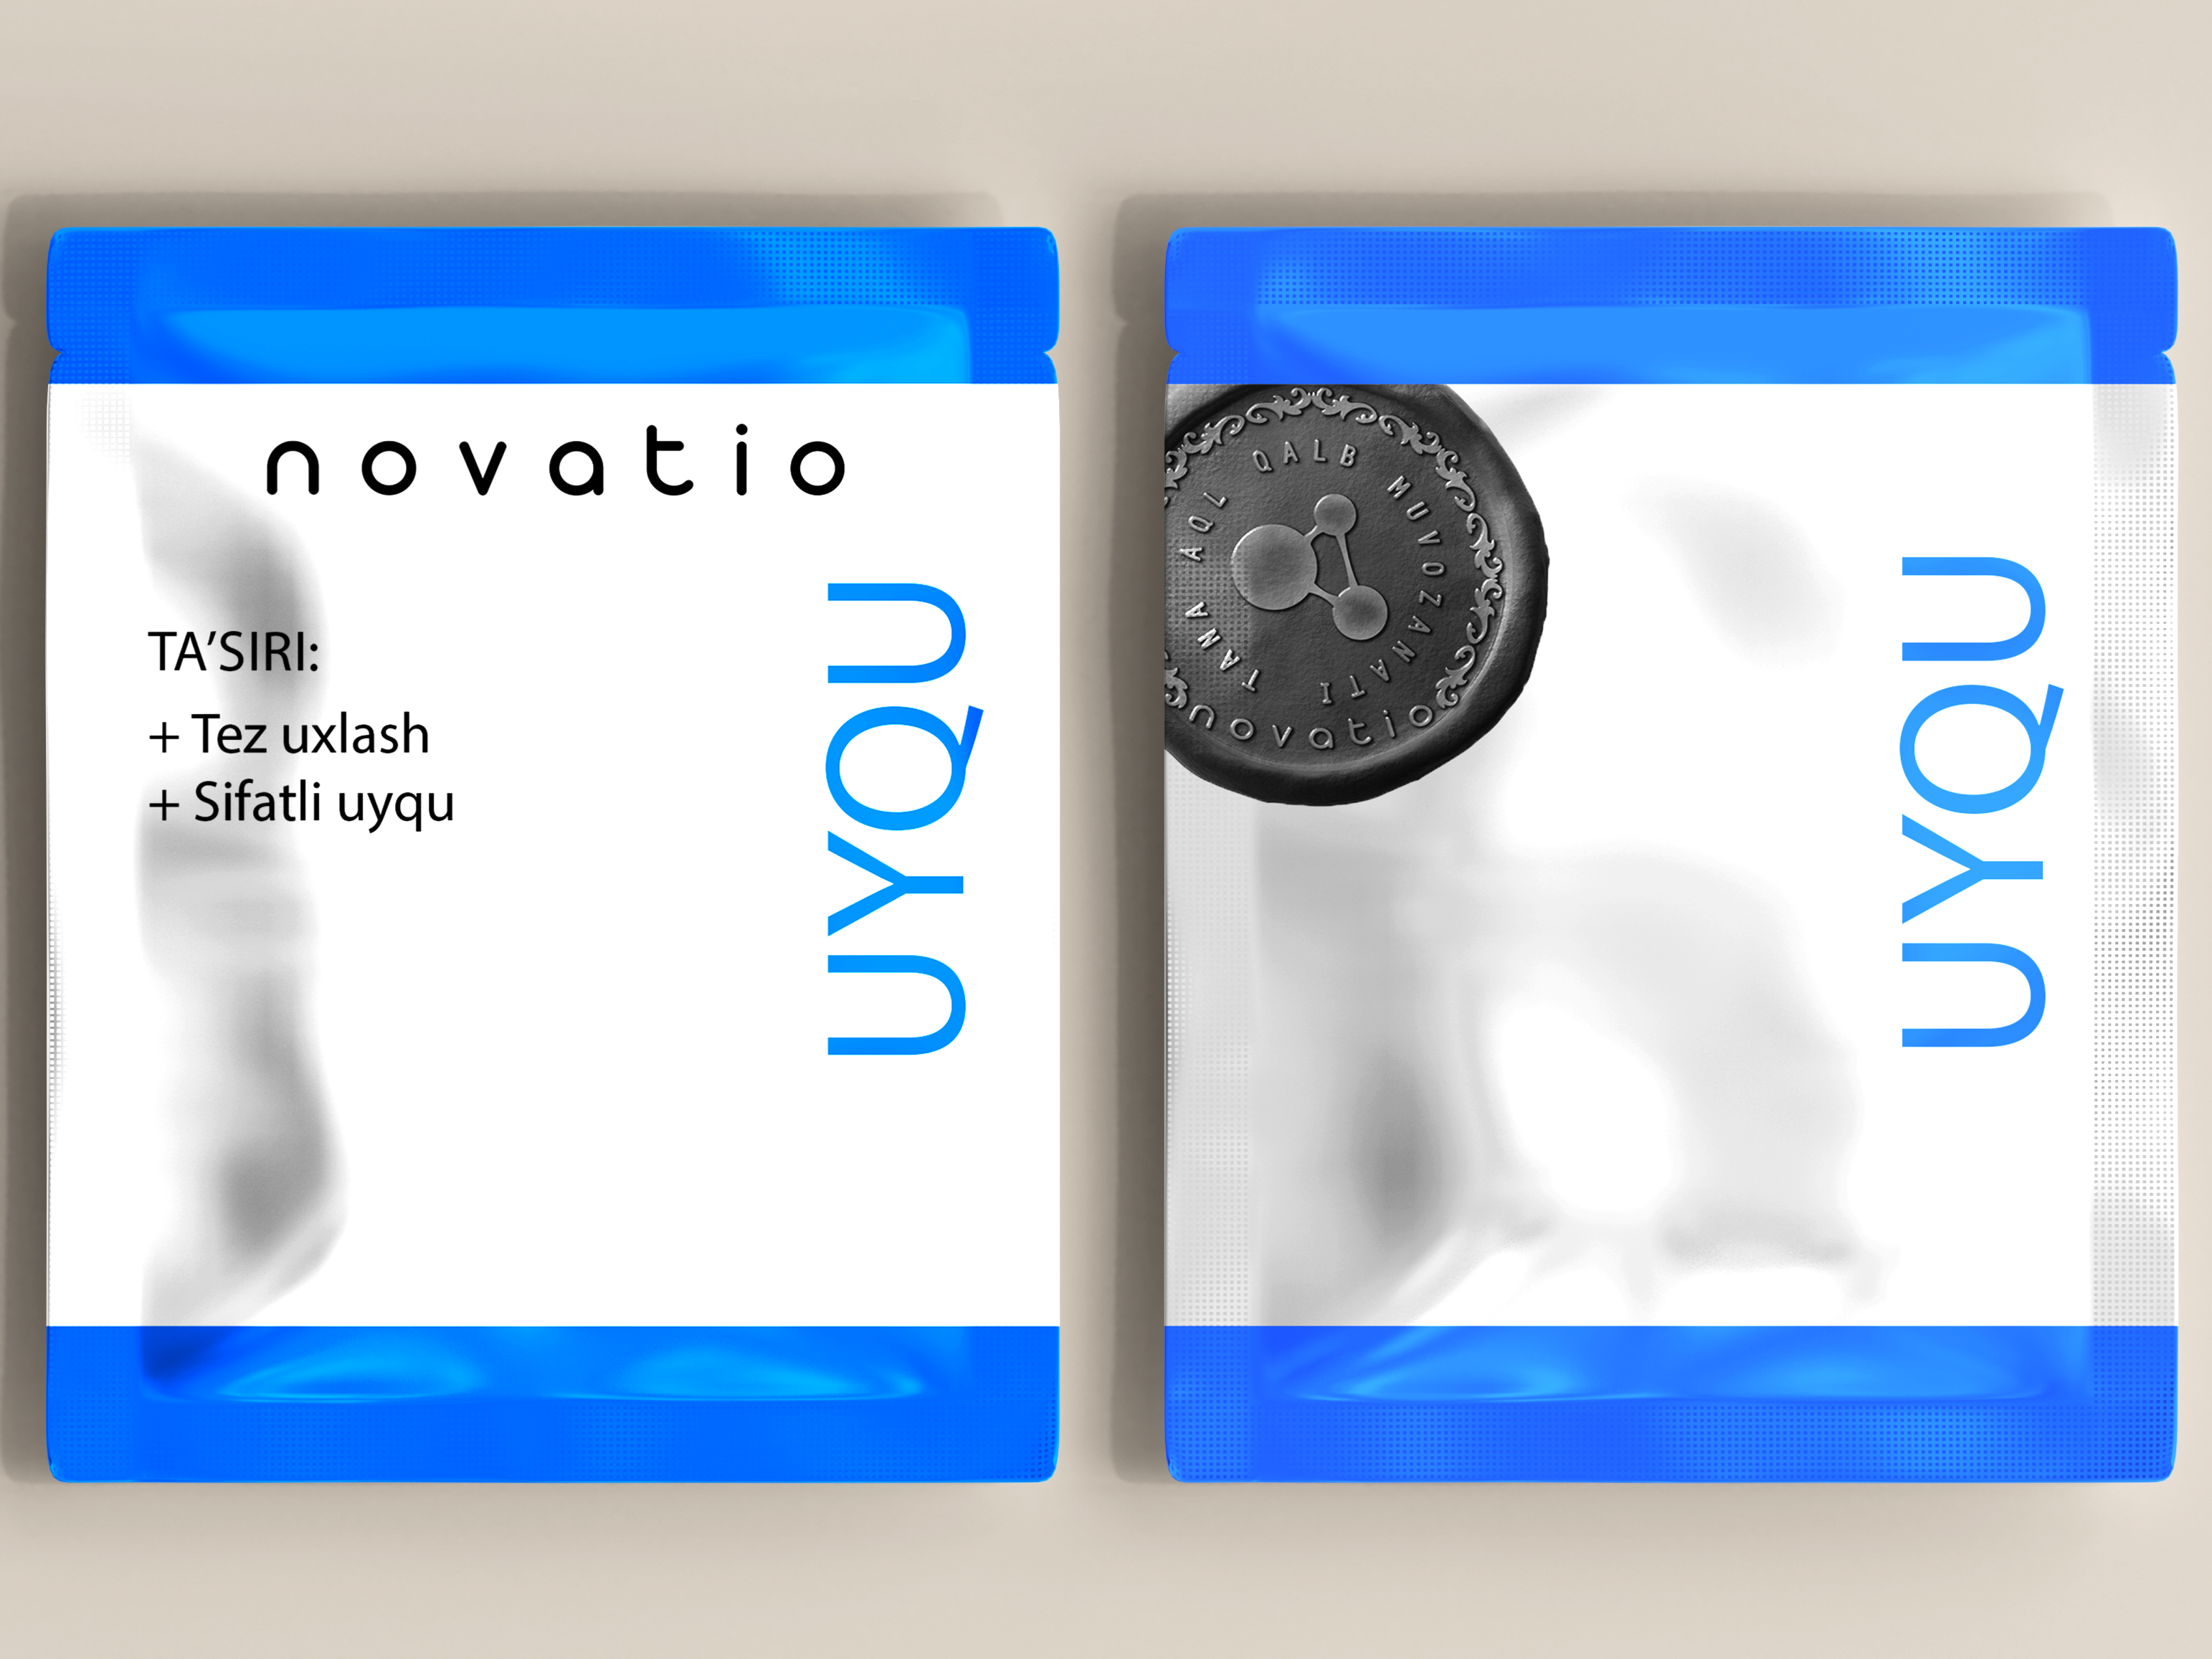 novatio
TA’SIRI:
+ Tez uxlash
+ Sifatli uyqu
UYQU
TANA AQL QALB MUVOZANATI
novatio
UYQU